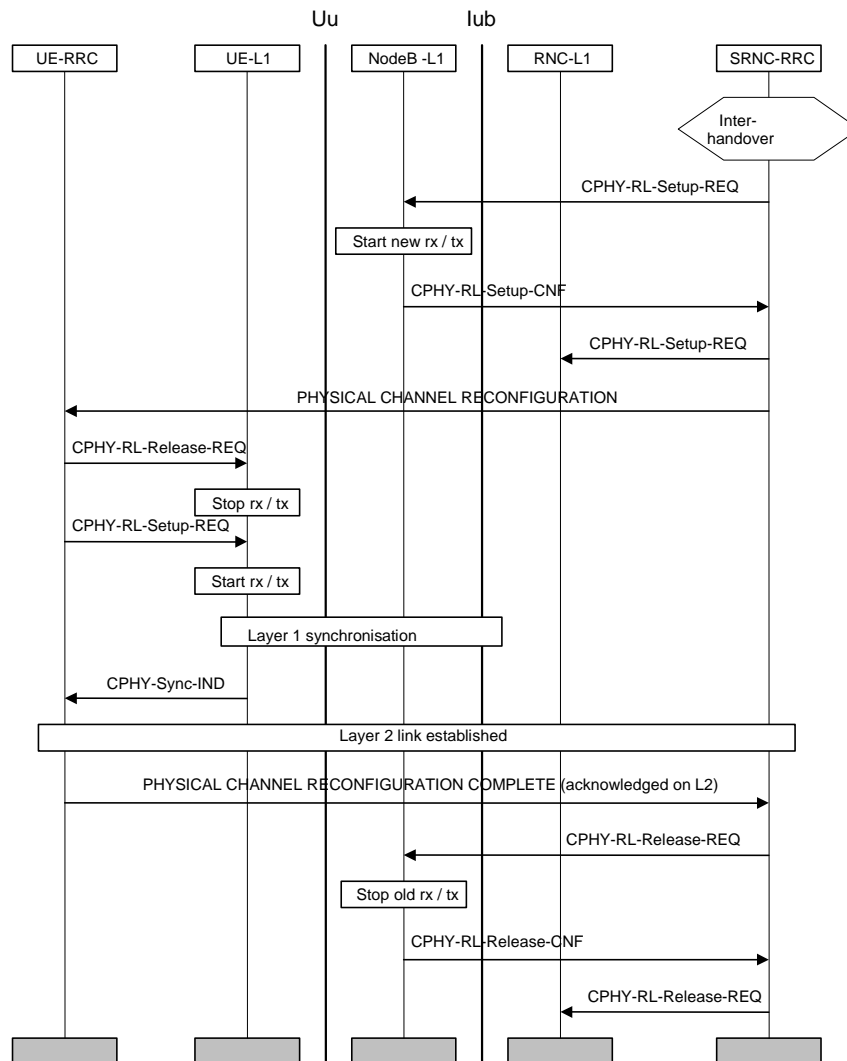 Uu
Iub
UE-RRC
UE-L1
NodeB -L1
RNC-L1
SRNC-RRC
Inter-
handover
CPHY-RL-Setup-REQ
Start new rx / tx
CPHY-RL-Setup-CNF
CPHY-RL-Setup-REQ
PHYSICAL CHANNEL RECONFIGURATION
CPHY-RL-Release-REQ
Stop rx / tx
CPHY-RL-Setup-REQ
Start rx / tx
Layer 1 synchronisation
CPHY-Sync-IND
Layer 2 link established
PHYSICAL CHANNEL RECONFIGURATION COMPLETE (acknowledged on L2)
CPHY-RL-Release-REQ
Stop old rx / tx
CPHY-RL-Release-CNF
CPHY-RL-Release-REQ